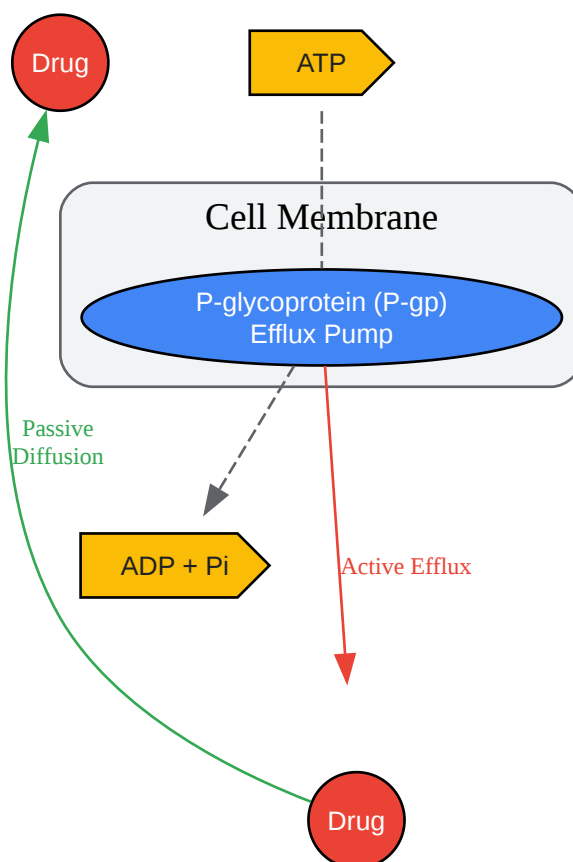 Drug
ATP
Cell Membrane
P-glycoprotein (P-gp)
Efflux Pump
Passive
Diffusion
ADP + Pi
Active Efflux
Drug